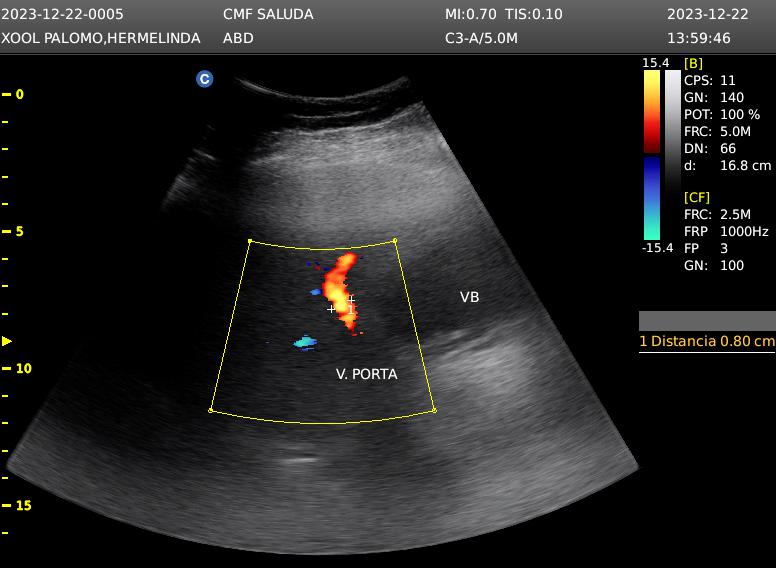 2023-12-22-0005 CMF SALUDA MI:0.70 TIS:0.10 2023-12-22
XOOL PALOMO,HERMELINDA ABD C3-A/5.0M 13:59:46
C
15.4 [B]
CPS: 11
GN: 140
POT: 100 %
FRC: 5.0M
DN: 66
d: 16.8 cm
[CF]
FRC: 2.5M
FRP 1000Hz
-15.4 FP 3
GN: 100
0
5
10
15
VB
1
V. PORTA
1 Distancia 0.80 cm